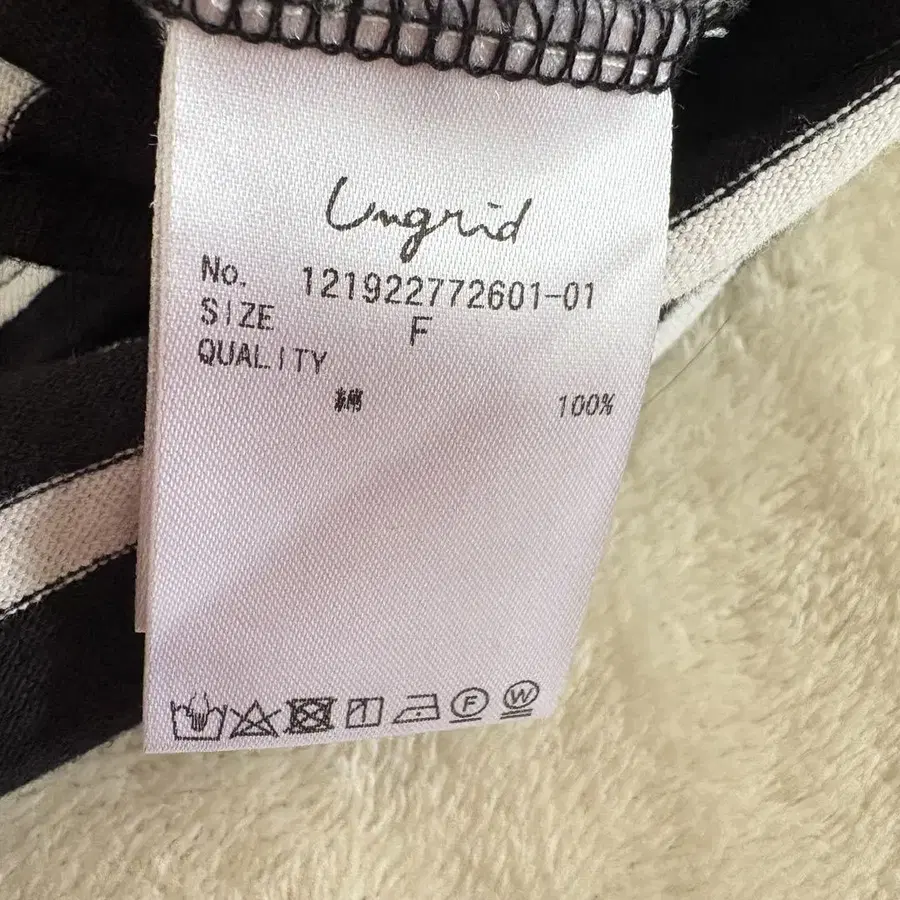 Ungrid
No. 121922772601-01
SIZE F
QUALITY
綿 100%
F W